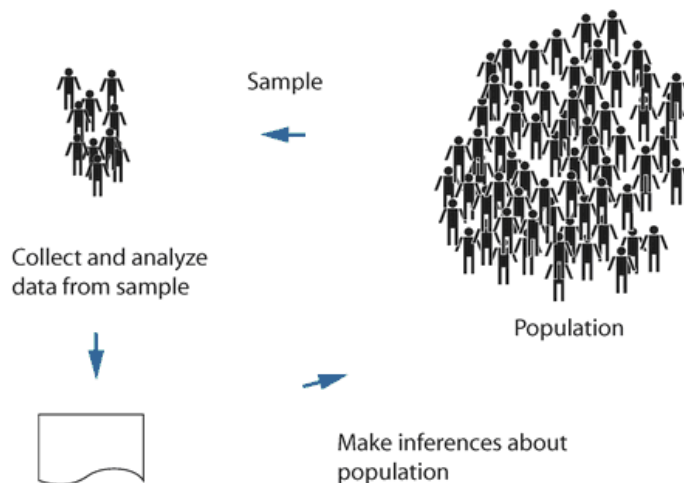 Sample
Collect and analyze
data from sample
Population
Make inferences about
population